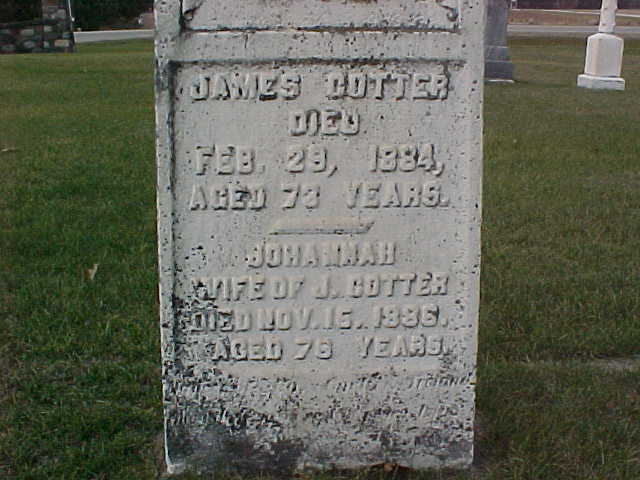 JAMES COTTER
DIED
FEB. 29, 1884,
AGED 73 YEARS.
JOHANNAH
WIFE OF J. COTTER
DIED NOV. 15. 1886.
AGED 78 YEARS.